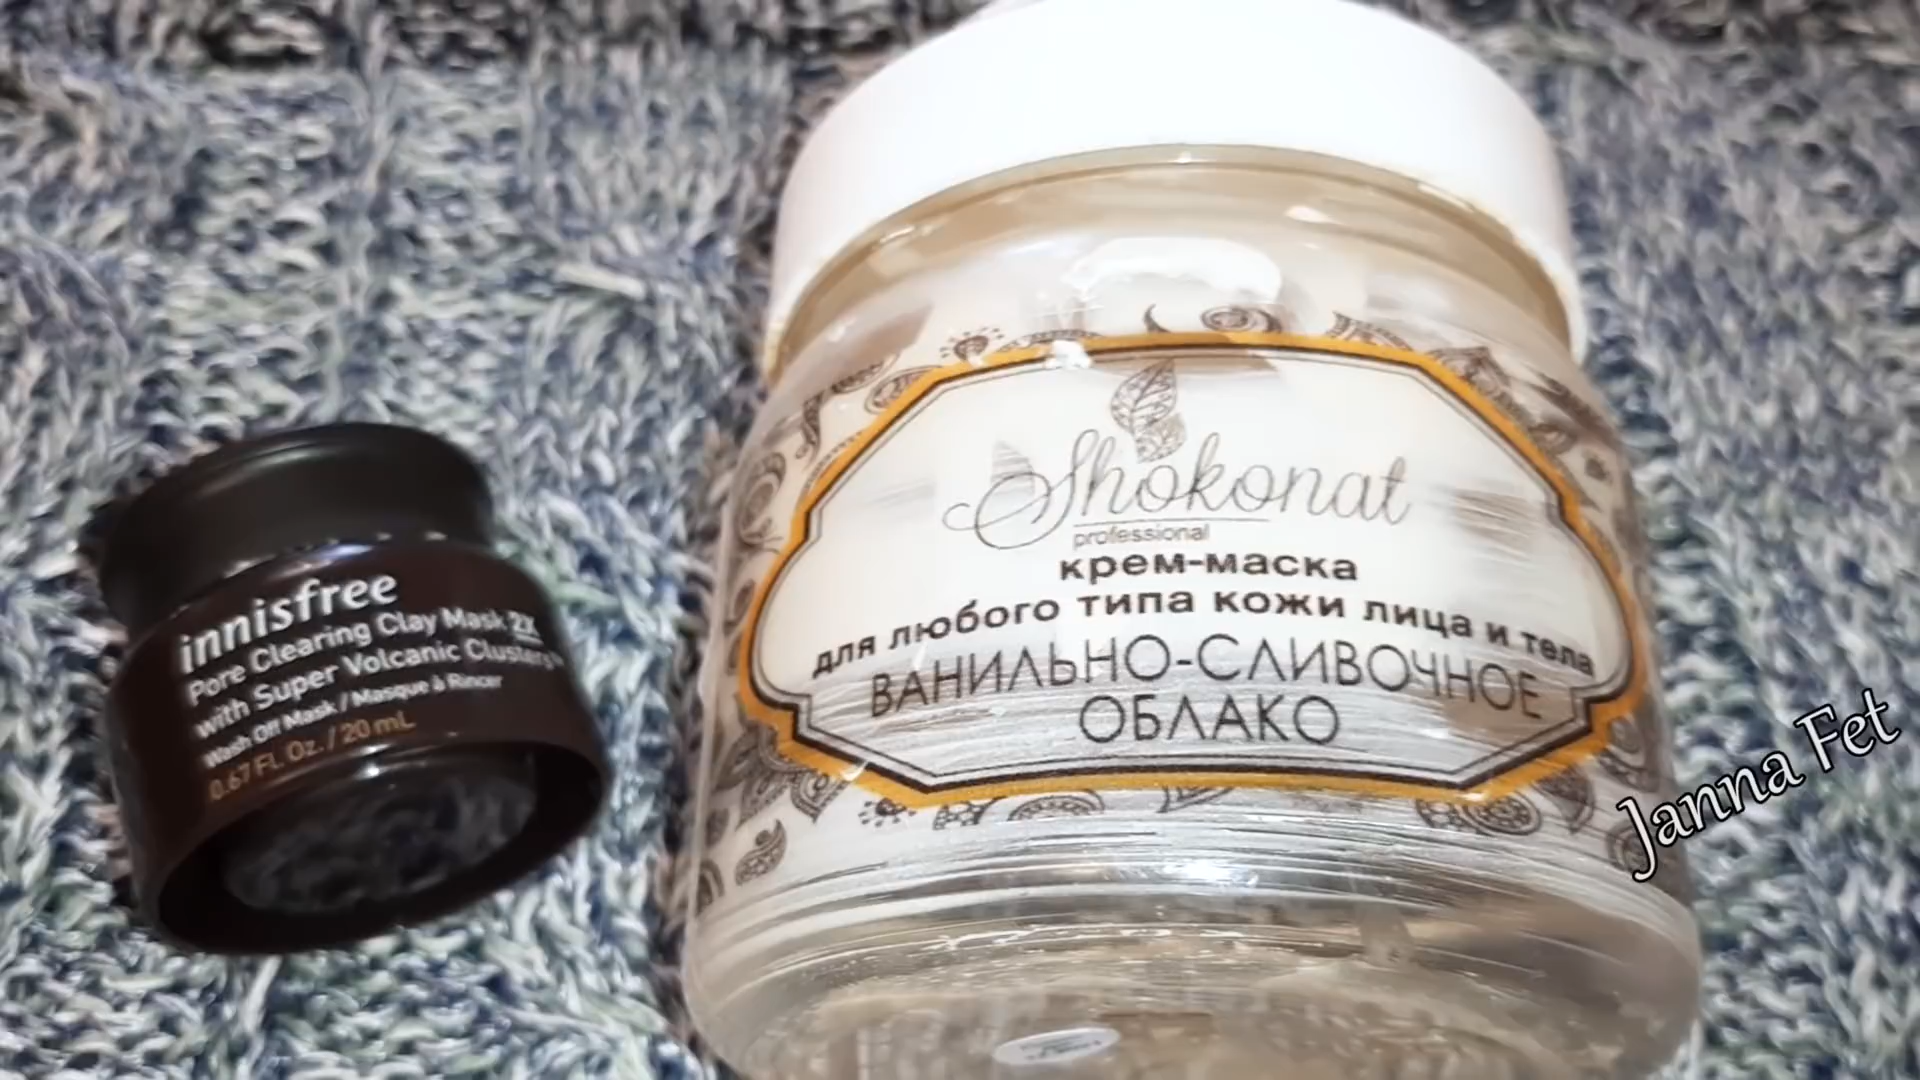 innisfree
Pore Clearing Clay Mask 2X
with Super Volcanic Clusters™
Wash Off Mask / Masque à Rincer
0.67 FL. Oz. / 20 mL
Shokonat
professional
крем-маска
для любого типа кожи лица и тела
ВАНИЛЬНО-СЛИВОЧНОЕ
ОБЛАКО
Janna Fet